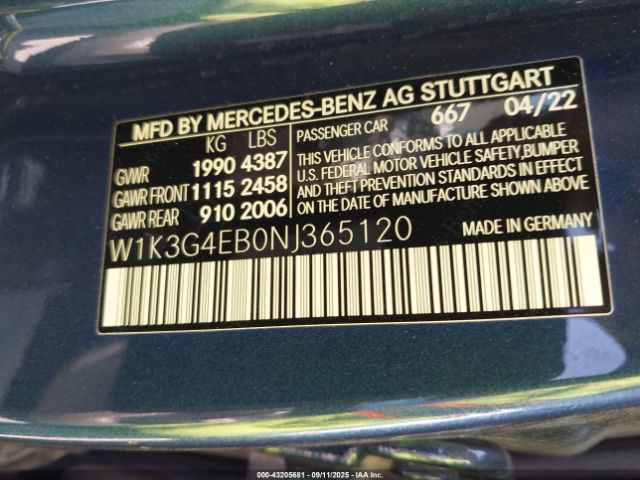 MFD BY MERCEDES-BENZ AG STUTTGART
KG LBS
GVWR 1990 4387
GAWR FRONT 1115 2458
GAWR REAR 910 2006
PASSENGER CAR 667 04/22
THIS VEHICLE CONFORMS TO ALL APPLICABLE
U.S. FEDERAL MOTOR VEHICLE SAFETY,BUMPER
AND THEFT PREVENTION STANDARDS IN EFFECT
ON THE DATE OF MANUFACTURE SHOWN ABOVE
W1K3G4EB0NJ365120
MADE IN GERMANY
000-43205681 - 09/11/2025 - IAAI, Inc.